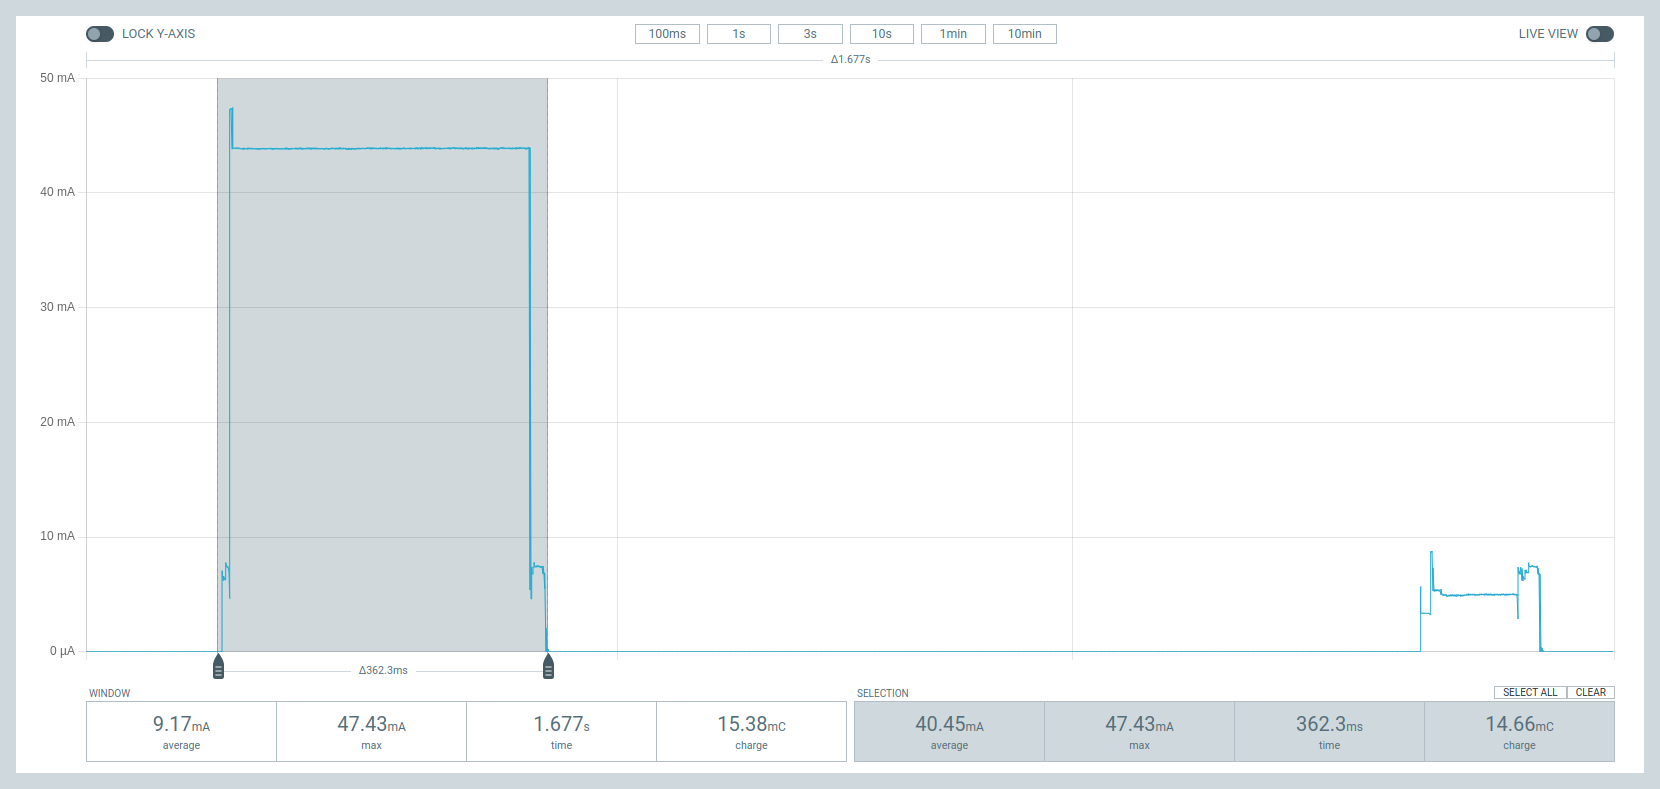 LOCK Y-AXIS 100ms 1s 3s 10s 1min 10min LIVE VIEW
Δ1.677s
50 mA
40 mA
30 mA
20 mA
10 mA
0 µA
Δ362.3ms
WINDOW SELECTION SELECT ALL CLEAR
9.17mA 47.43mA 1.677s 15.38mC 40.45mA 47.43mA 362.3ms 14.66mC
average max time charge average max time charge